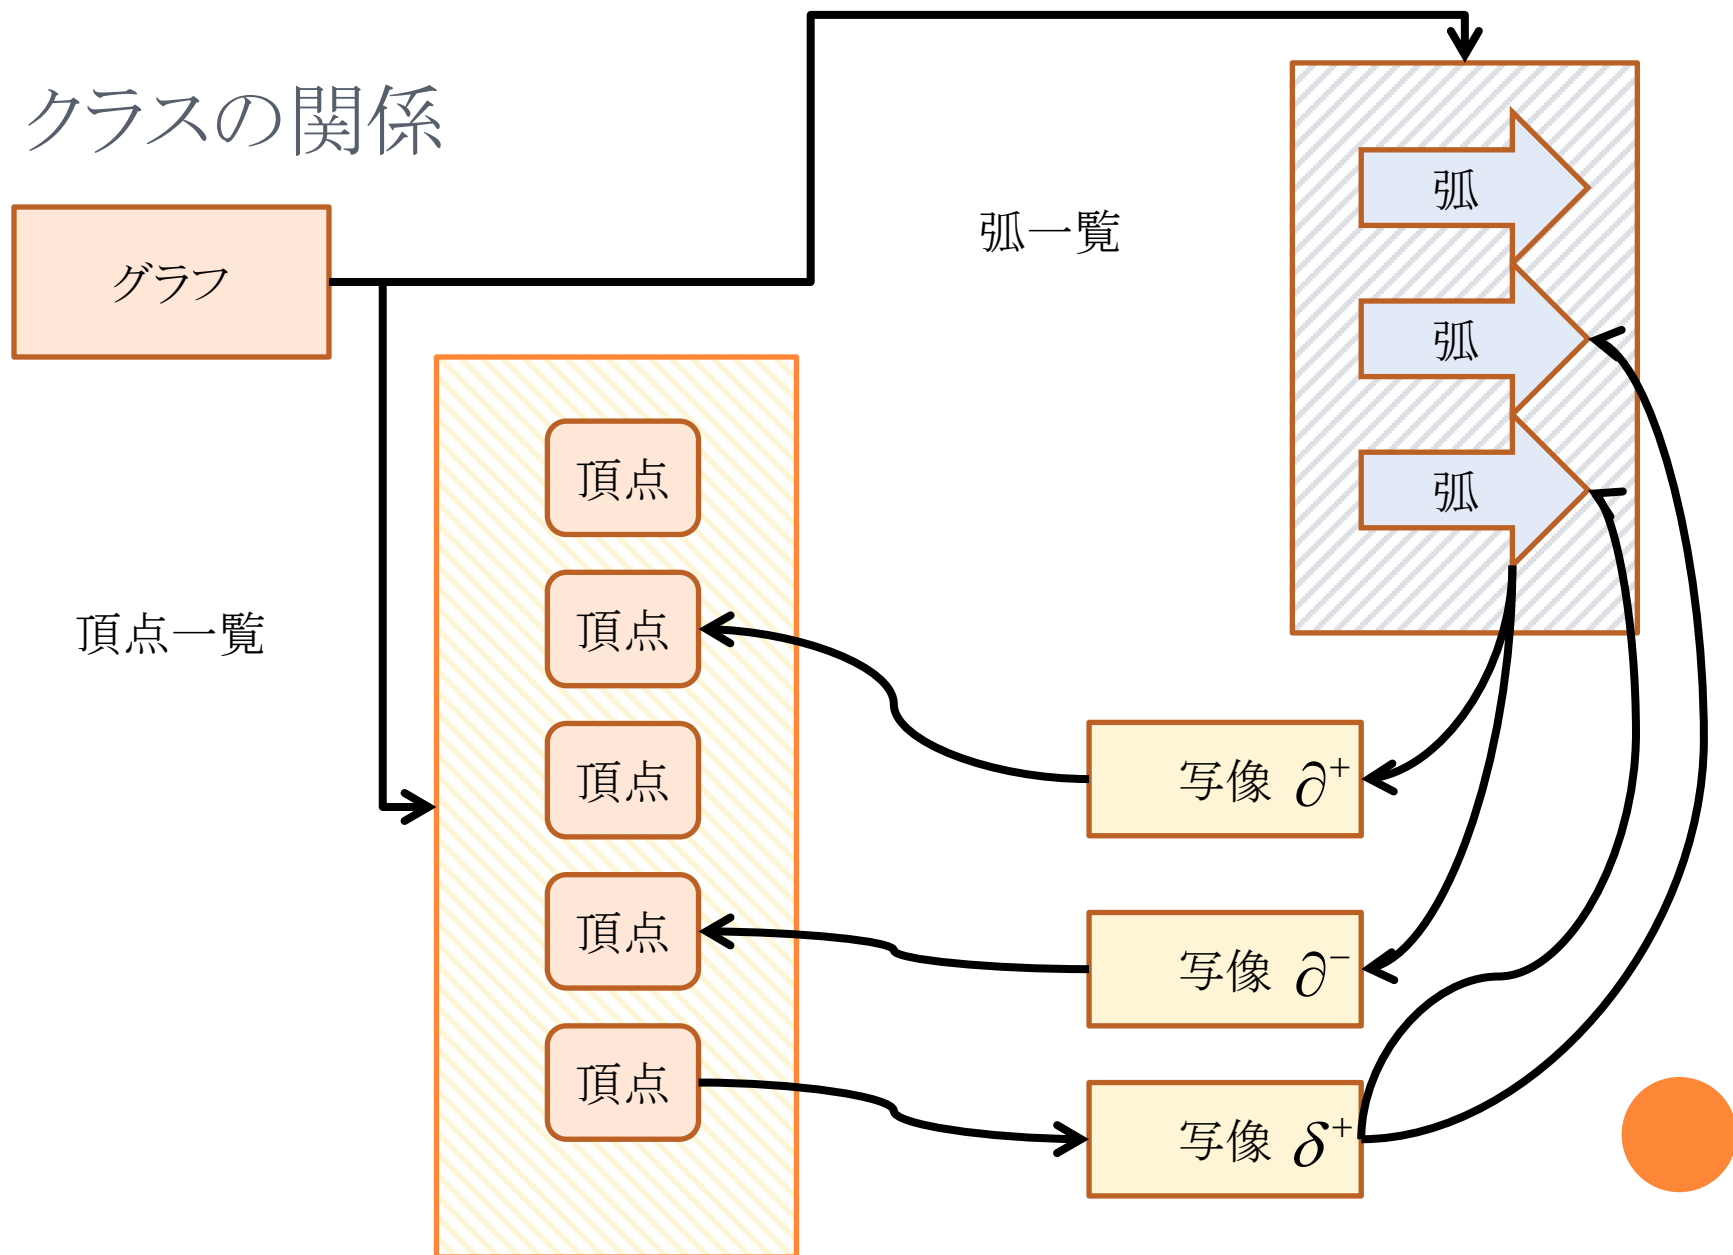 クラスの関係
グラフ
弧一覧
弧
弧
弧
頂点一覧
頂点
頂点
頂点
頂点
頂点
写像 ∂⁺
写像 ∂⁻
写像 δ⁺